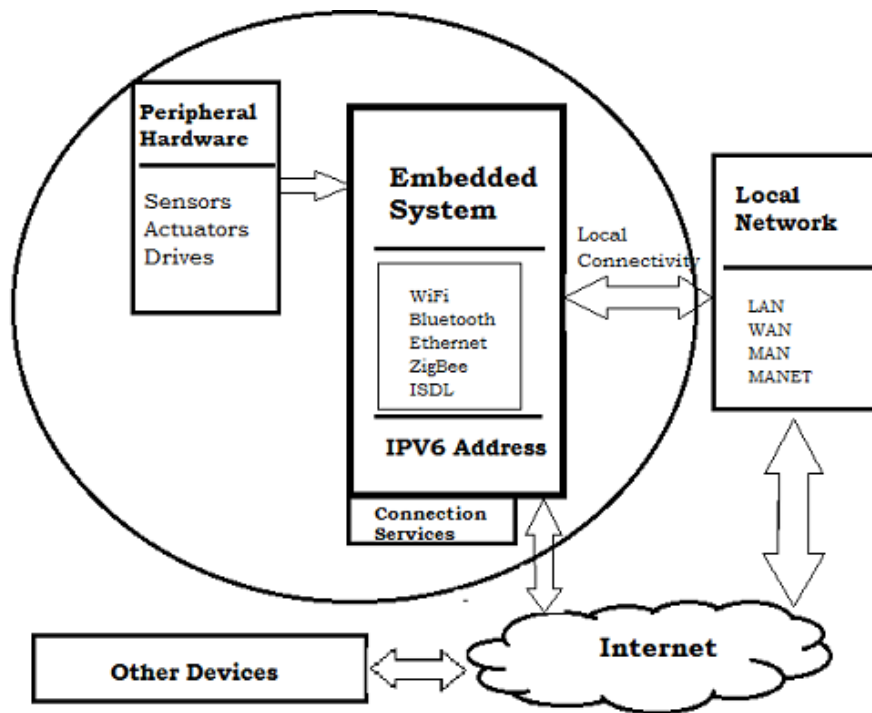 Peripheral
Hardware
Sensors
Actuators
Drives
Embedded
System
WiFi
Bluetooth
Ethernet
ZigBee
ISDL
IPV6 Address
Connection
Services
Local
Connectivity
Local
Network
LAN
WAN
MAN
MANET
Internet
Other Devices